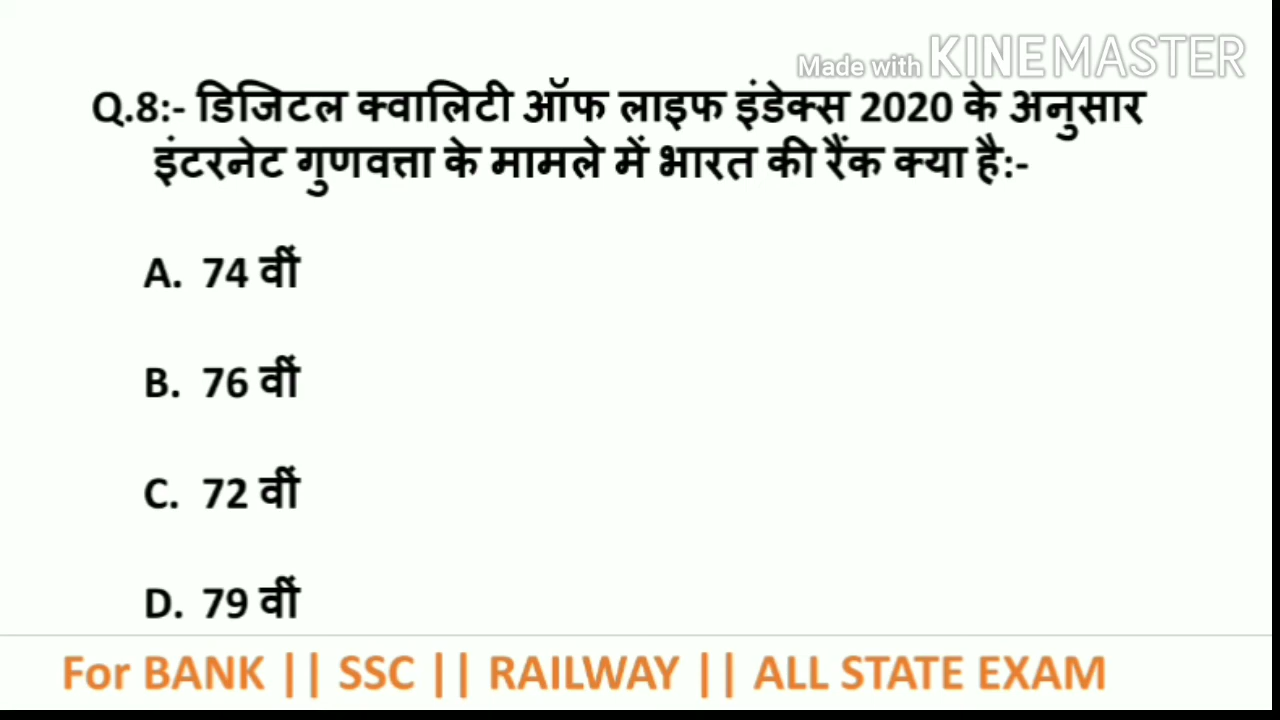 Made with KINEMASTER
Q.8:- डिजिटल क्वालिटी ऑफ लाइफ इंडेक्स 2020 के अनुसार
इंटरनेट गुणवत्ता के मामले में भारत की रैंक क्या है:-
A. 74 वीं
B. 76 वीं
C. 72 वीं
D. 79 वीं
For BANK || SSC || RAILWAY || ALL STATE EXAM